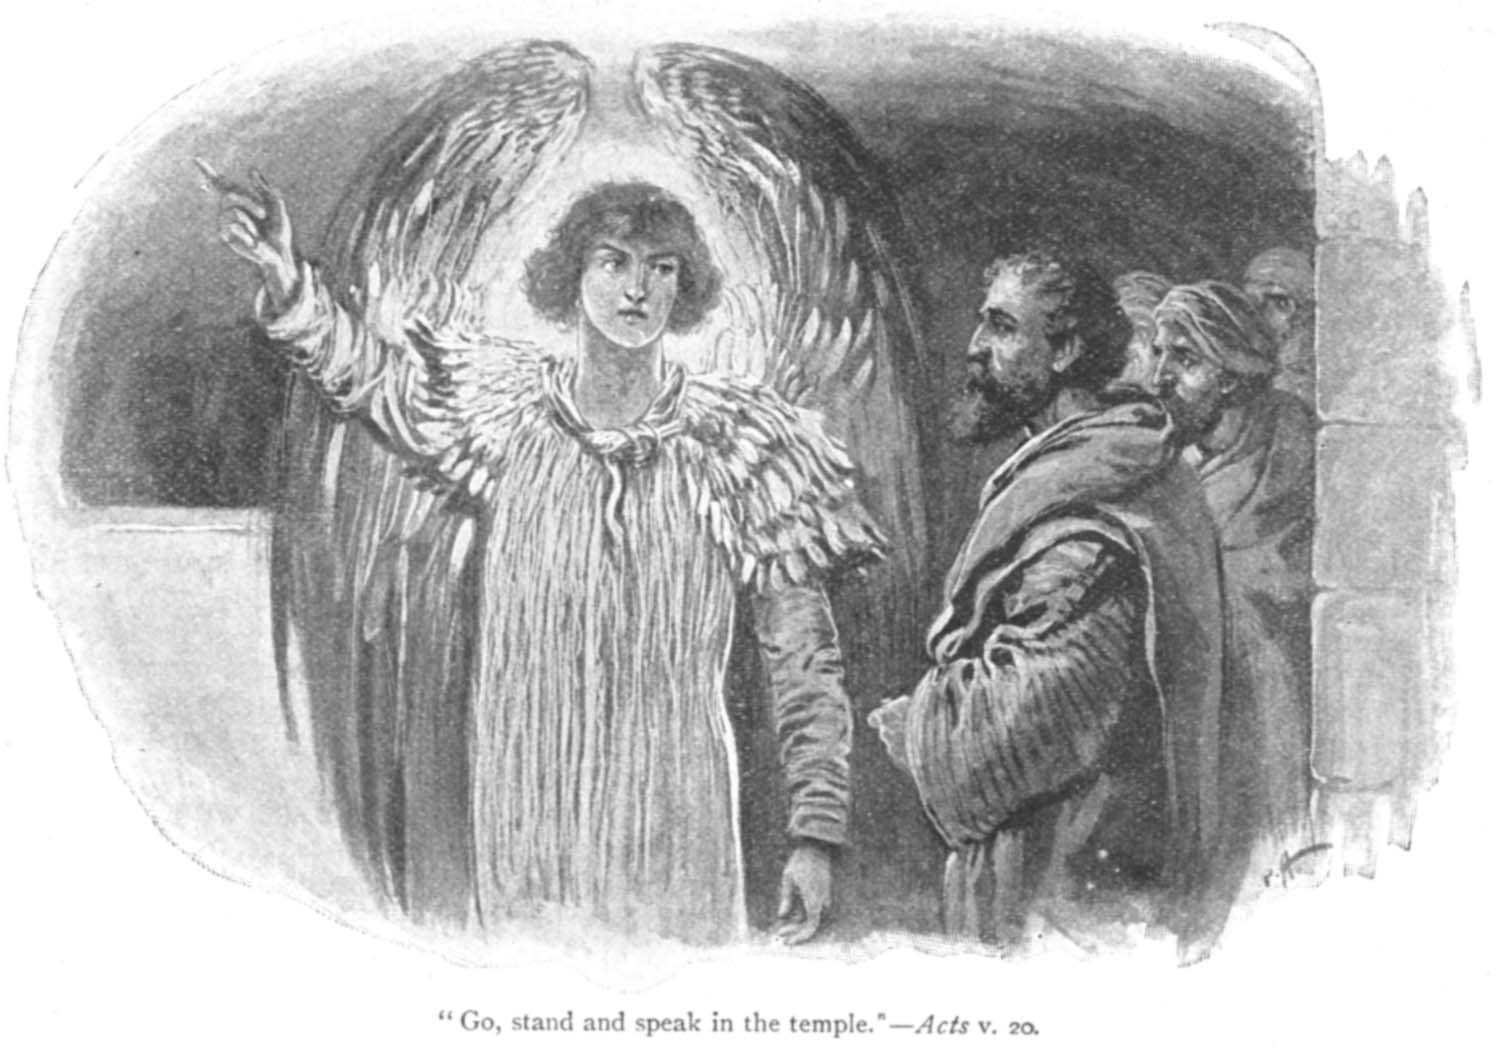 “ Go, stand and speak in the temple."—Acts v. 20.